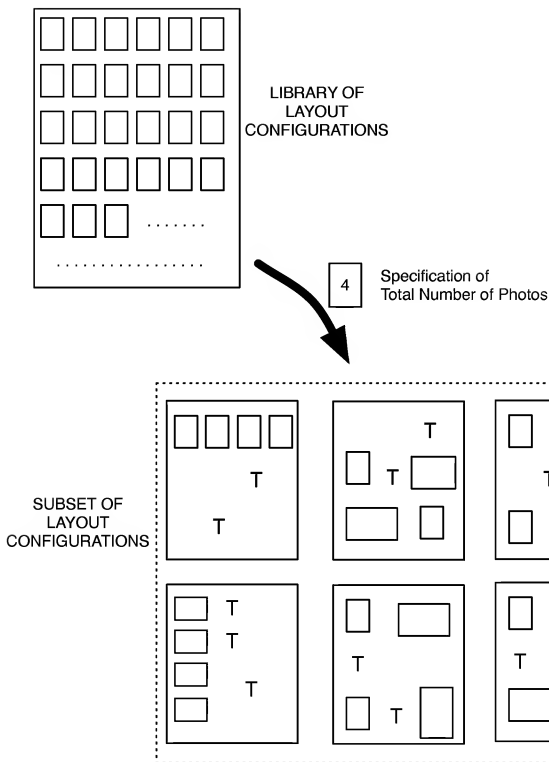 LIBRARY OF
LAYOUT
CONFIGURATIONS
4
Specification of
Total Number of Photos
SUBSET OF
LAYOUT
CONFIGURATIONS
T
T
T
T
T
T
T
T
T
T
T
T